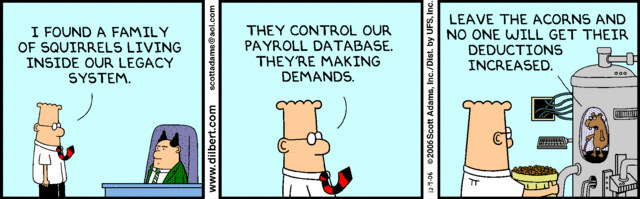 I FOUND A FAMILY
OF SQUIRRELS LIVING
INSIDE OUR LEGACY
SYSTEM.
www.dilbert.com
scottadams@aol.com
THEY CONTROL OUR
PAYROLL DATABASE.
THEY'RE MAKING
DEMANDS.
12-9-06 ©2006 Scott Adams, Inc./Dist. by UFS, Inc.
LEAVE THE ACORNS AND
NO ONE WILL GET THEIR
DEDUCTIONS
INCREASED.